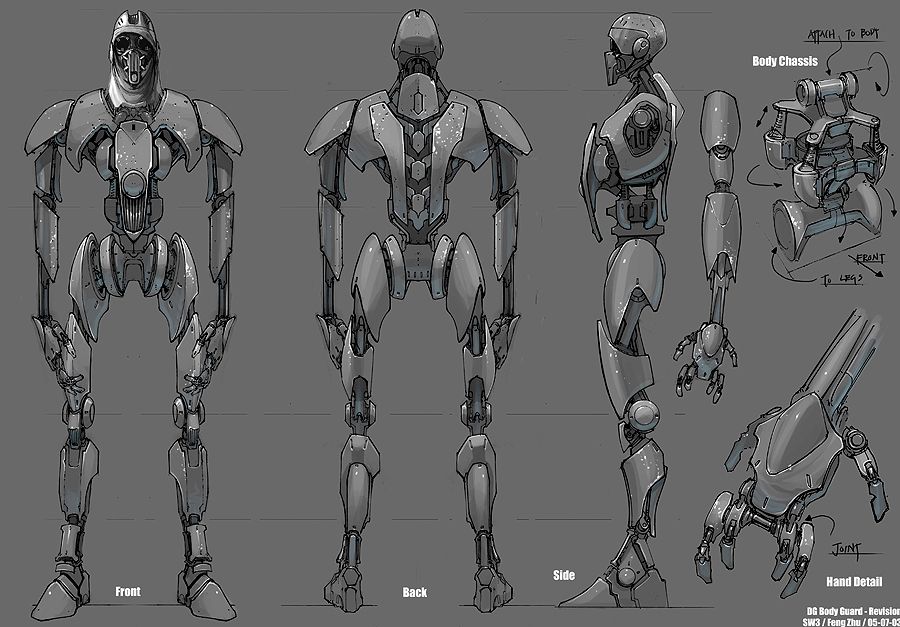 ATTACH TO BODY
Body Chassis
FRONT
TO LEGS
JOINT
Front
Back
Side
Hand Detail
DG Body Guard - Revision
SW3 / Feng Zhu / 05-07-03